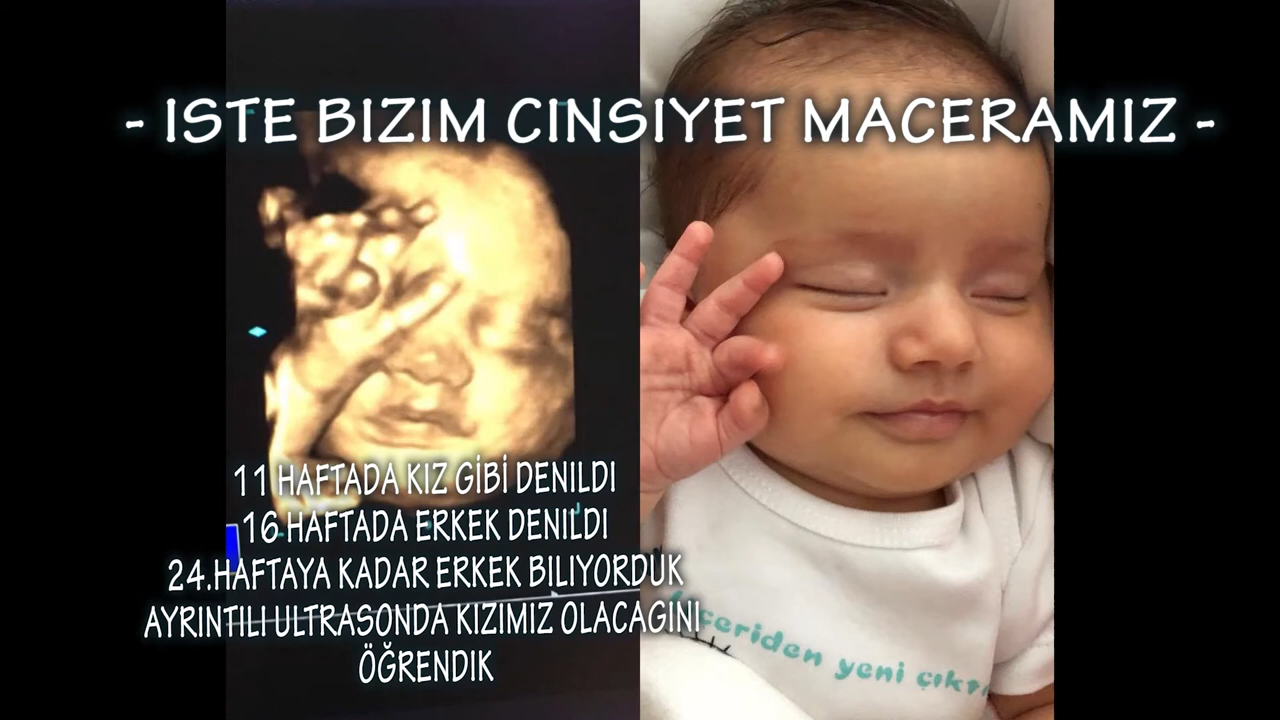 - ISTE BIZIM CINSIYET MACERAMIZ -
11 HAFTADA KIZ GİBİ DENILDI
16 HAFTADA ERKEK DENILDI
24.HAFTAYA KADAR ERKEK BILIYORDUK
AYRINTILI ULTRASONDA KIZIMIZ OLACAGINI
ÖĞRENDIK
yeni